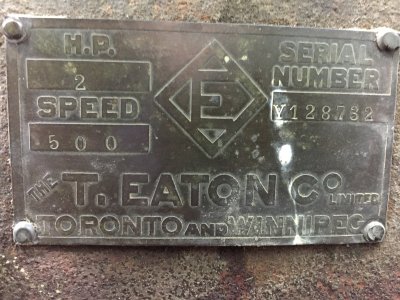 H.P.
2
SPEED
500
E
SERIAL
NUMBER
Y128732
THE T. EATON CO LIMITED
TORONTO AND WINNIPEG